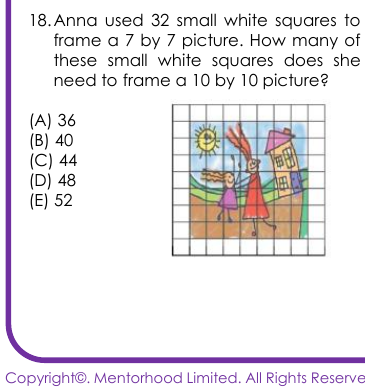 18. Anna used 32 small white squares to
frame a 7 by 7 picture. How many of
these small white squares does she
need to frame a 10 by 10 picture?
(A) 36
(B) 40
(C) 44
(D) 48
(E) 52
Copyright©. Mentorhood Limited. All Rights Reserve